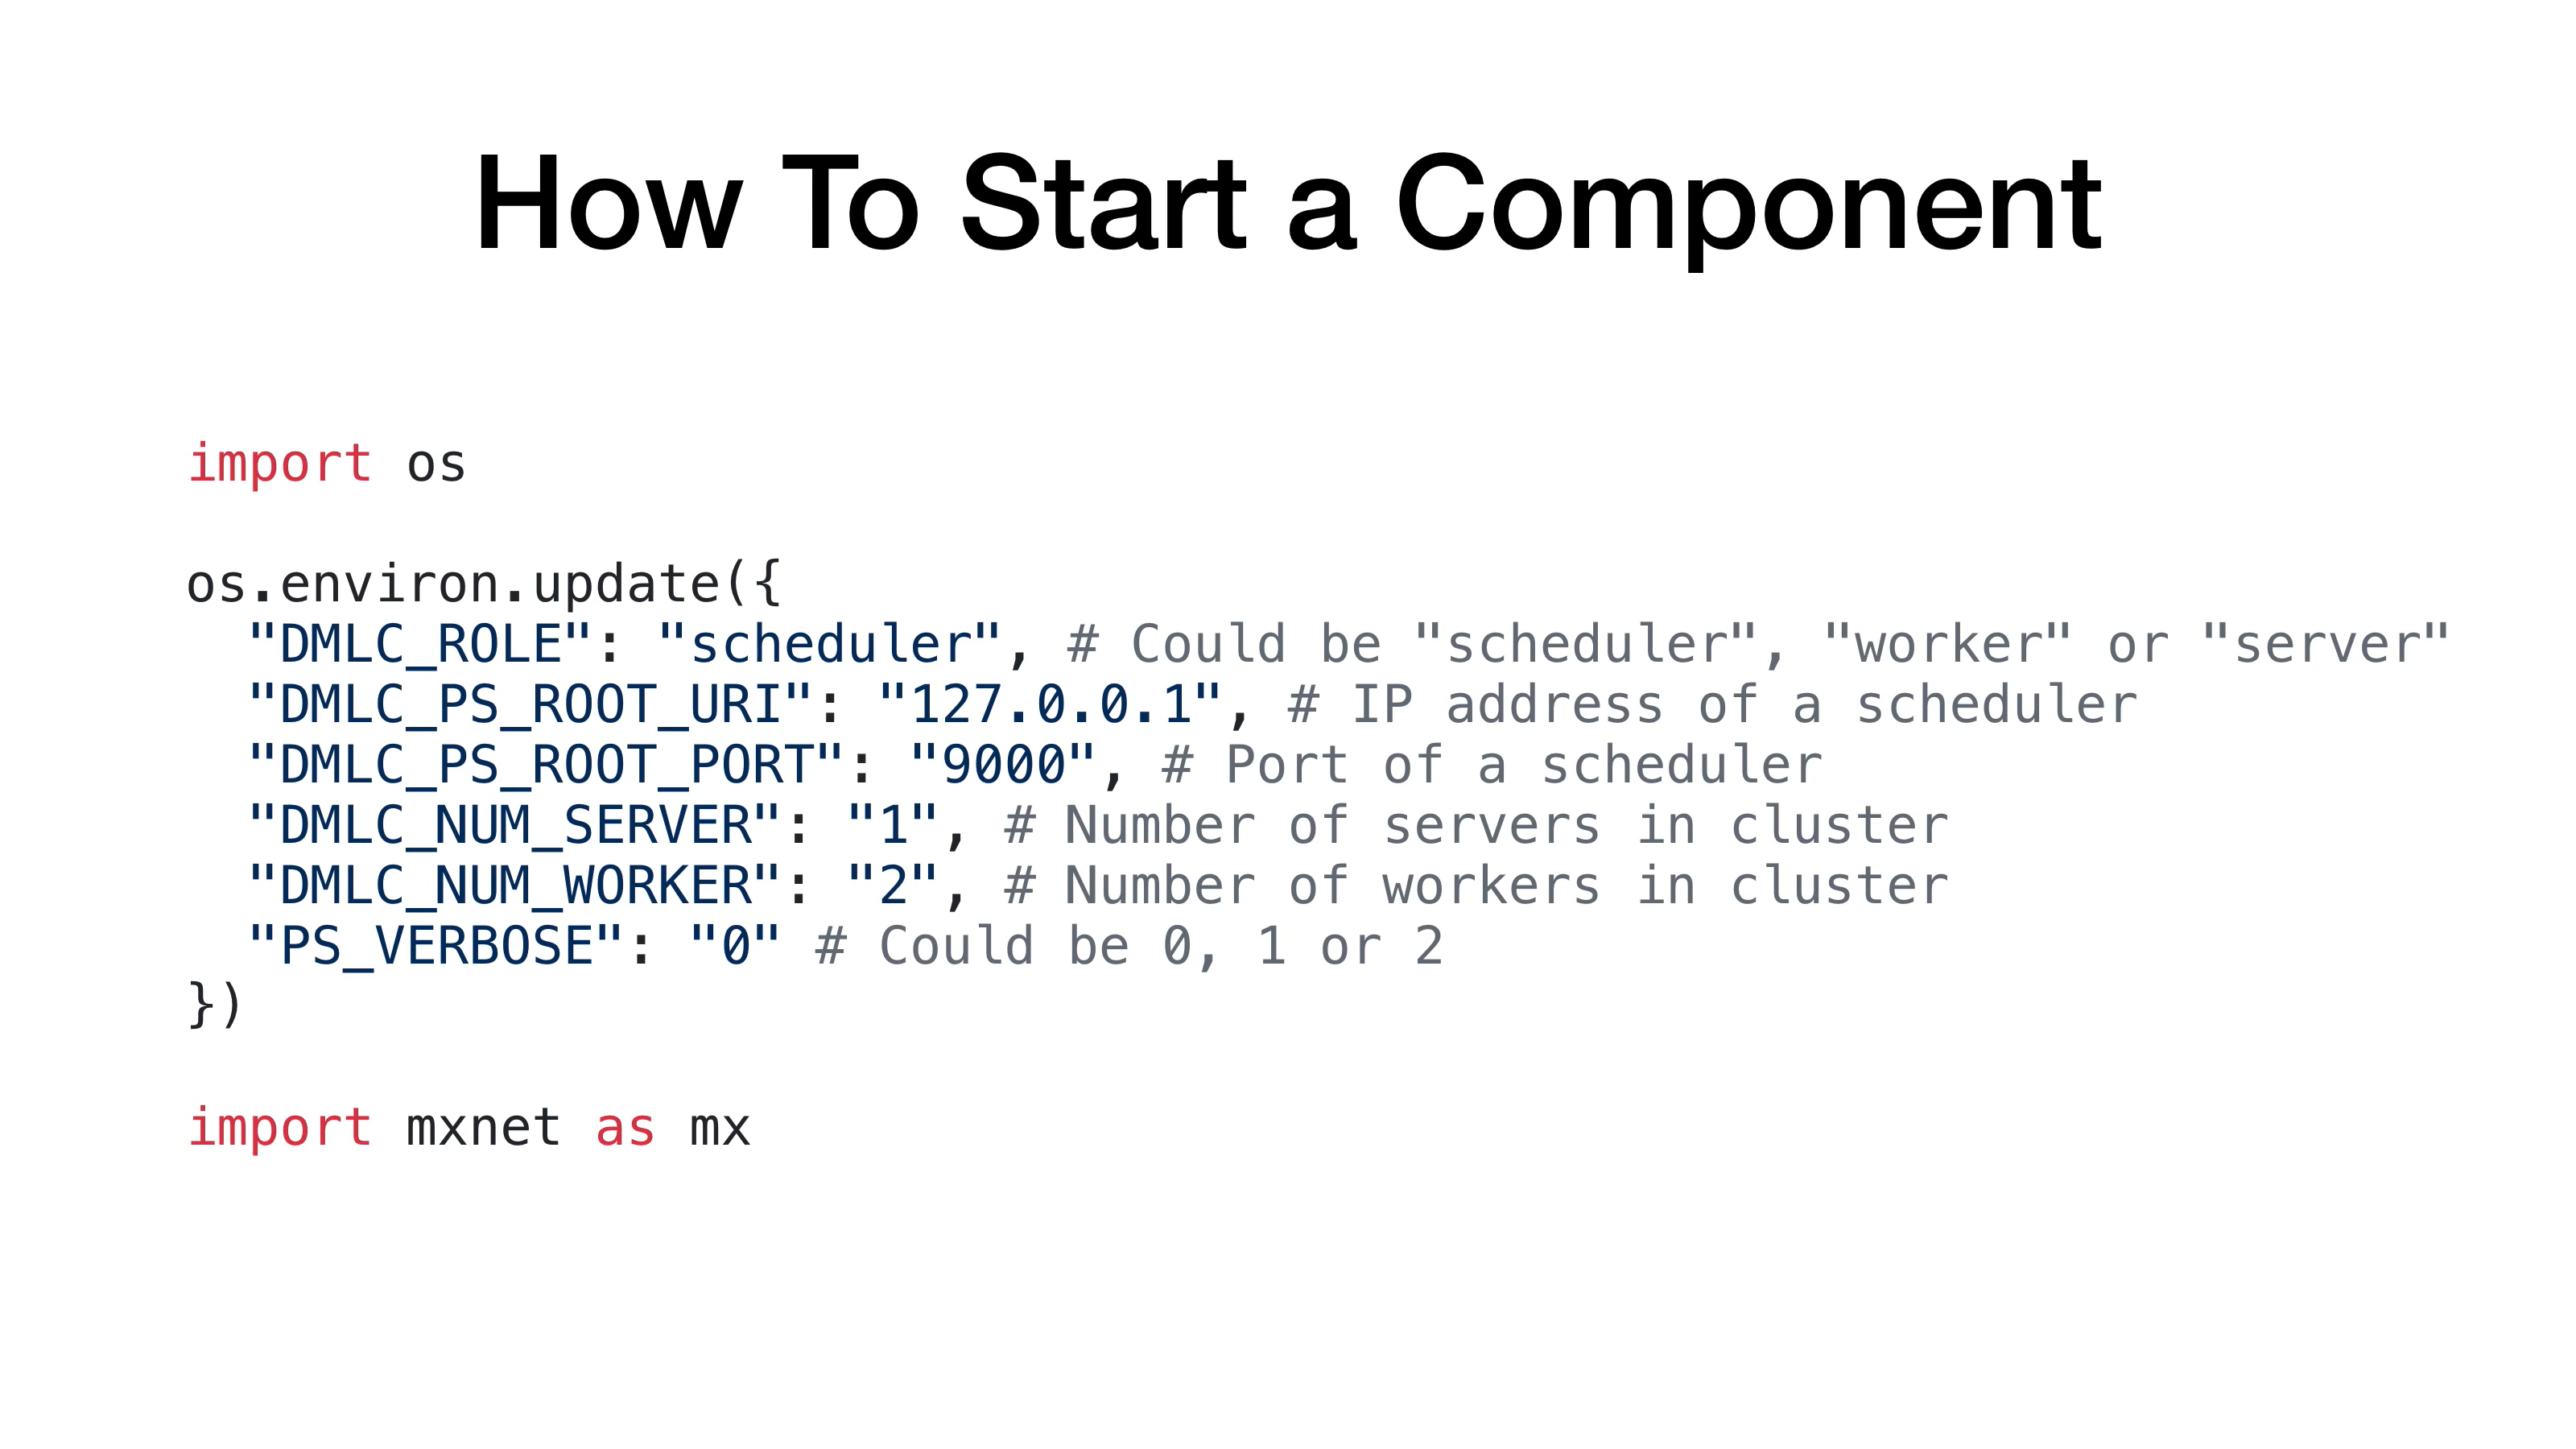 How To Start a Component
import os
os.environ.update({
  "DMLC_ROLE": "scheduler", # Could be "scheduler", "worker" or "server"
  "DMLC_PS_ROOT_URI": "127.0.0.1", # IP address of a scheduler
  "DMLC_PS_ROOT_PORT": "9000", # Port of a scheduler
  "DMLC_NUM_SERVER": "1", # Number of servers in cluster
  "DMLC_NUM_WORKER": "2", # Number of workers in cluster
  "PS_VERBOSE": "0" # Could be 0, 1 or 2
})
import mxnet as mx